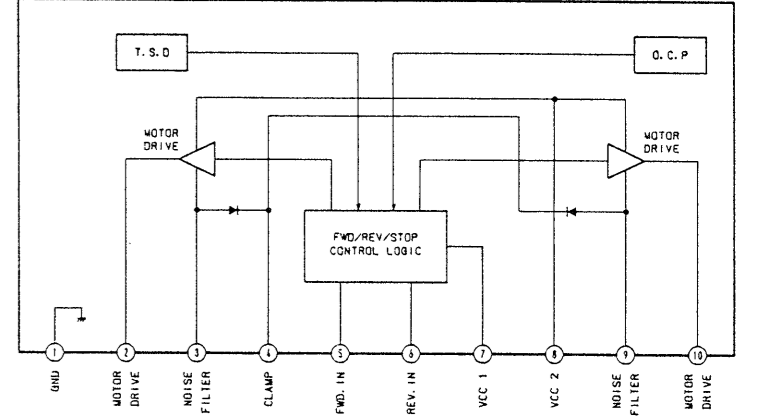 T.S.D
O.C.P
MOTOR
DRIVE
MOTOR
DRIVE
FWD/REV/STOP
CONTROL LOGIC
1
2
3
4
5
6
7
8
9
10
GND
MOTOR
DRIVE
NOISE
FILTER
CLAMP
FWD.IN
REV.IN
VCC 1
VCC 2
NOISE
FILTER
MOTOR
DRIVE